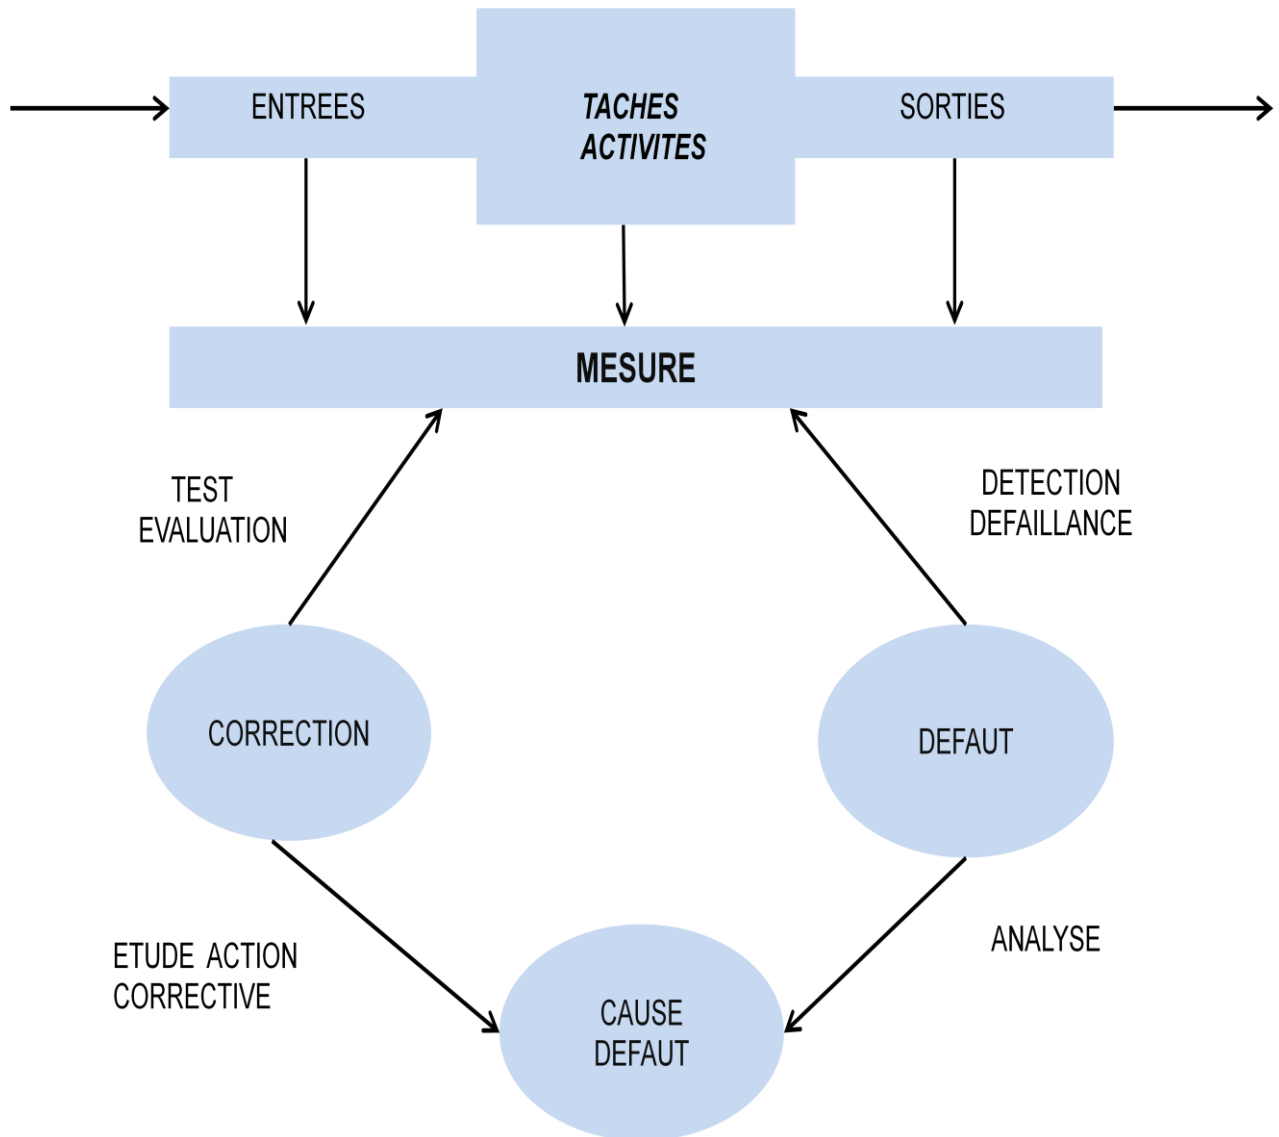 ENTREES
TACHES
ACTIVITES
SORTIES
MESURE
TEST
EVALUATION
DETECTION
DEFAILLANCE
CORRECTION
DEFAUT
ETUDE ACTION
CORRECTIVE
ANALYSE
CAUSE
DEFAUT